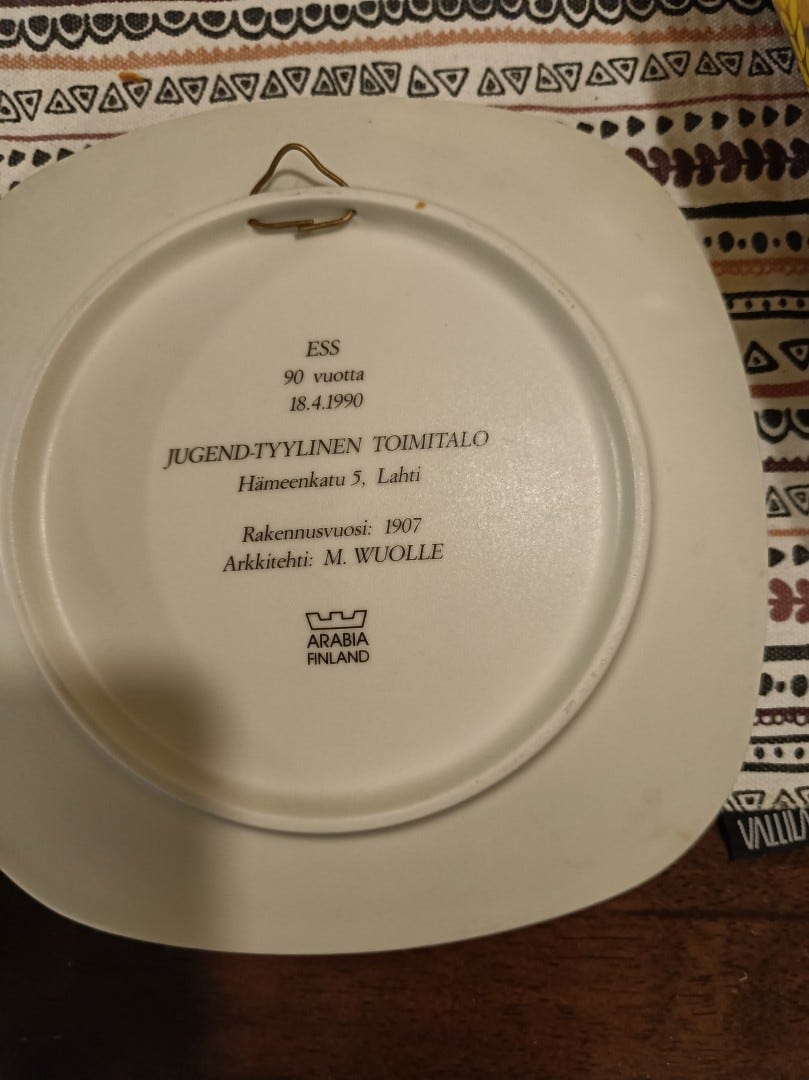 ESS
90 vuotta
18.4.1990
JUGEND-TYYLINEN TOIMITALO
Hämeenkatu 5, Lahti
Rakennusvuosi: 1907
Arkkitehti: M. WUOLLE
ARABIA
FINLAND